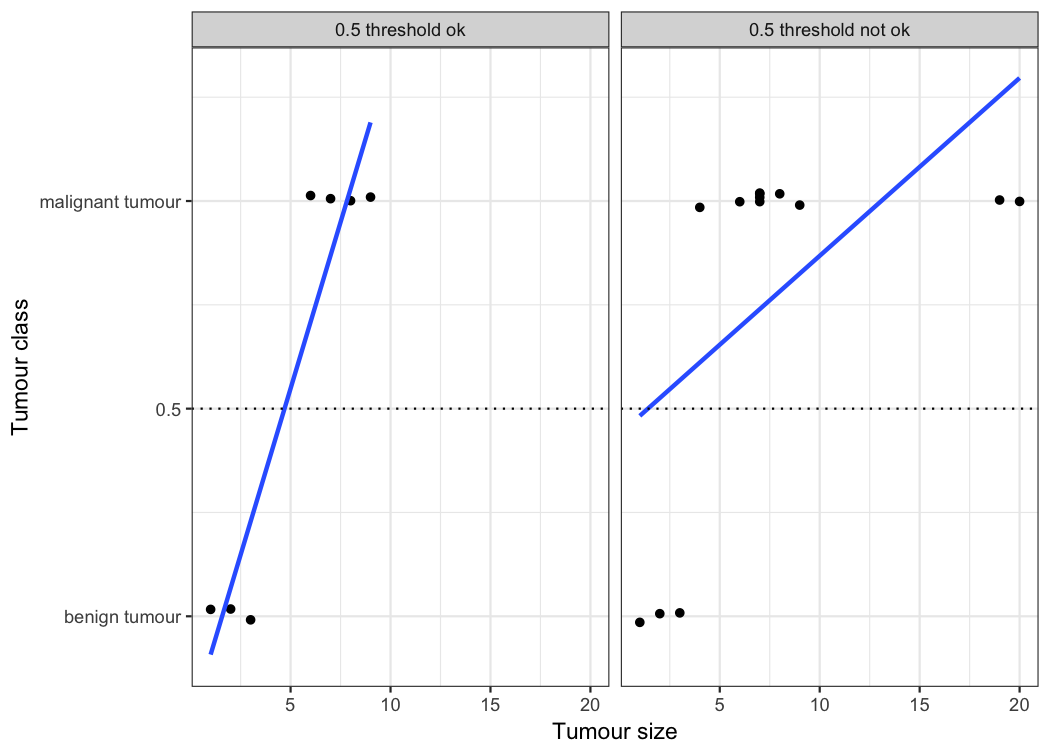 0.5 threshold ok
0.5 threshold not ok
Tumour class
malignant tumour
0.5
benign tumour
5 10 15 20
5 10 15 20
Tumour size